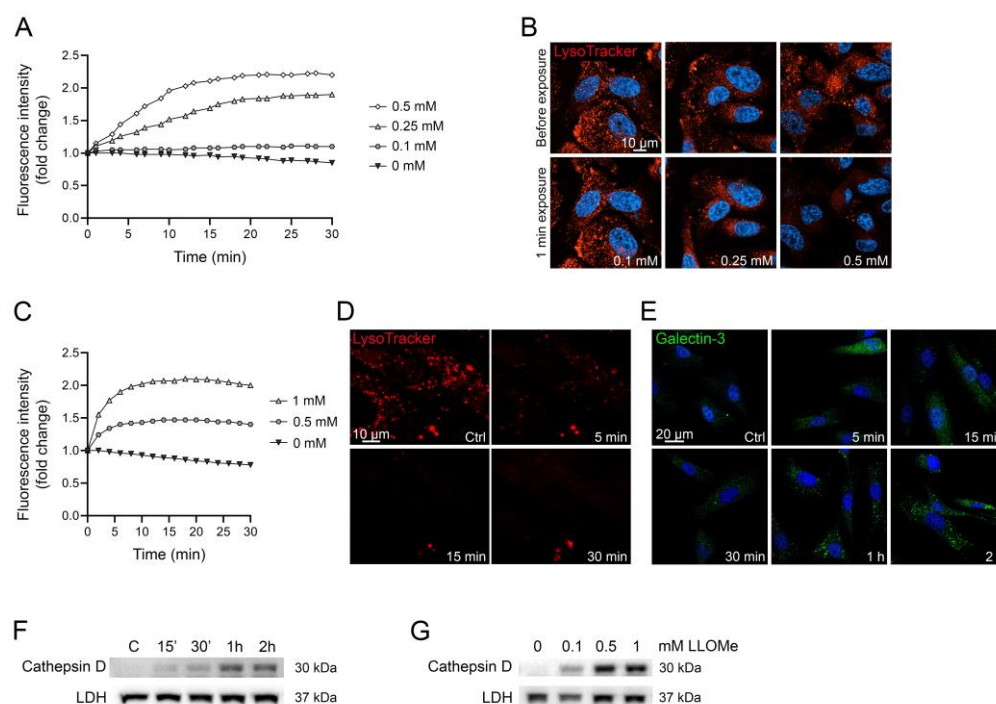 A
Fluorescence intensity
(fold change)
2.5
2.0
1.5
1.0
0.5
0.0
0 5 10 15 20 25 30
Time (min)
0.5 mM
0.25 mM
0.1 mM
0 mM
B
LysoTracker
Before exposure
10 µm
1 min exposure
0.1 mM
0.25 mM
0.5 mM
C
Fluorescence intensity
(fold change)
2.5
2.0
1.5
1.0
0.5
0.0
0 5 10 15 20 25 30
Time (min)
1 mM
0.5 mM
0 mM
D
LysoTracker
10 µm
Ctrl
5 min
15 min
30 min
E
Galectin-3
20 µm
Ctrl
5 min
15 mi
30 min
1 h
2
F
C 15' 30' 1h 2h
Cathepsin D 30 kDa
LDH 37 kDa
G
0 0.1 0.5 1 mM LLOMe
Cathepsin D 30 kDa
LDH 37 kDa